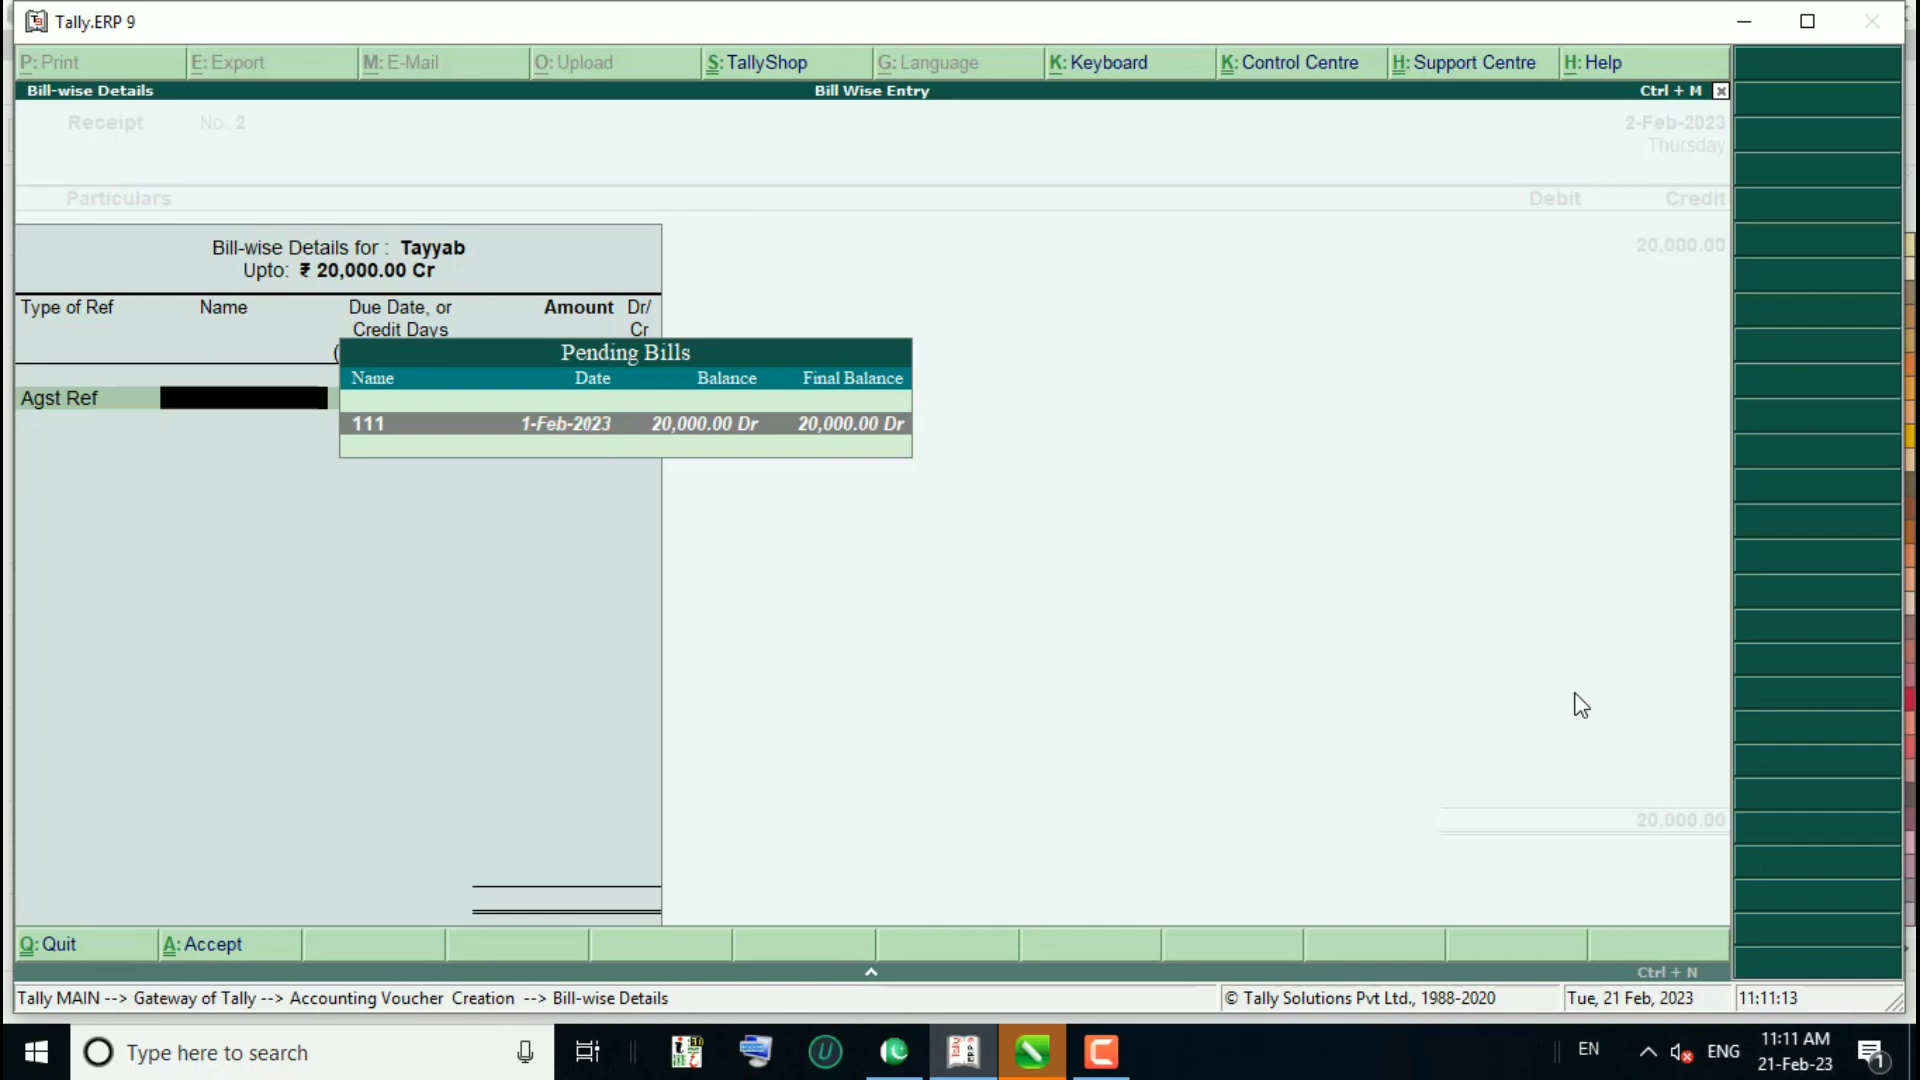 Tally.ERP 9
P: Print E: Export M: E-Mail O: Upload S: TallyShop G: Language K: Keyboard K: Control Centre H: Support Centre H: Help
Bill-wise Details Bill Wise Entry Ctrl + M
Receipt No. 2 2-Feb-2023
Thursday
Particulars Debit Credit
20,000.00
Bill-wise Details for : Tayyab
Upto: ₹ 20,000.00 Cr
Type of Ref Name Due Date, or Amount Dr/
Credit Days Cr
(
Pending Bills
Name Date Balance Final Balance
Agst Ref
111 1-Feb-2023 20,000.00 Dr 20,000.00 Dr
20,000.00
Q: Quit A: Accept
Ctrl + N
Tally MAIN --> Gateway of Tally --> Accounting Voucher Creation --> Bill-wise Details © Tally Solutions Pvt Ltd., 1988-2020 Tue, 21 Feb, 2023 11:11:13
Type here to search EN ENG 11:11 AM
21-Feb-23 1